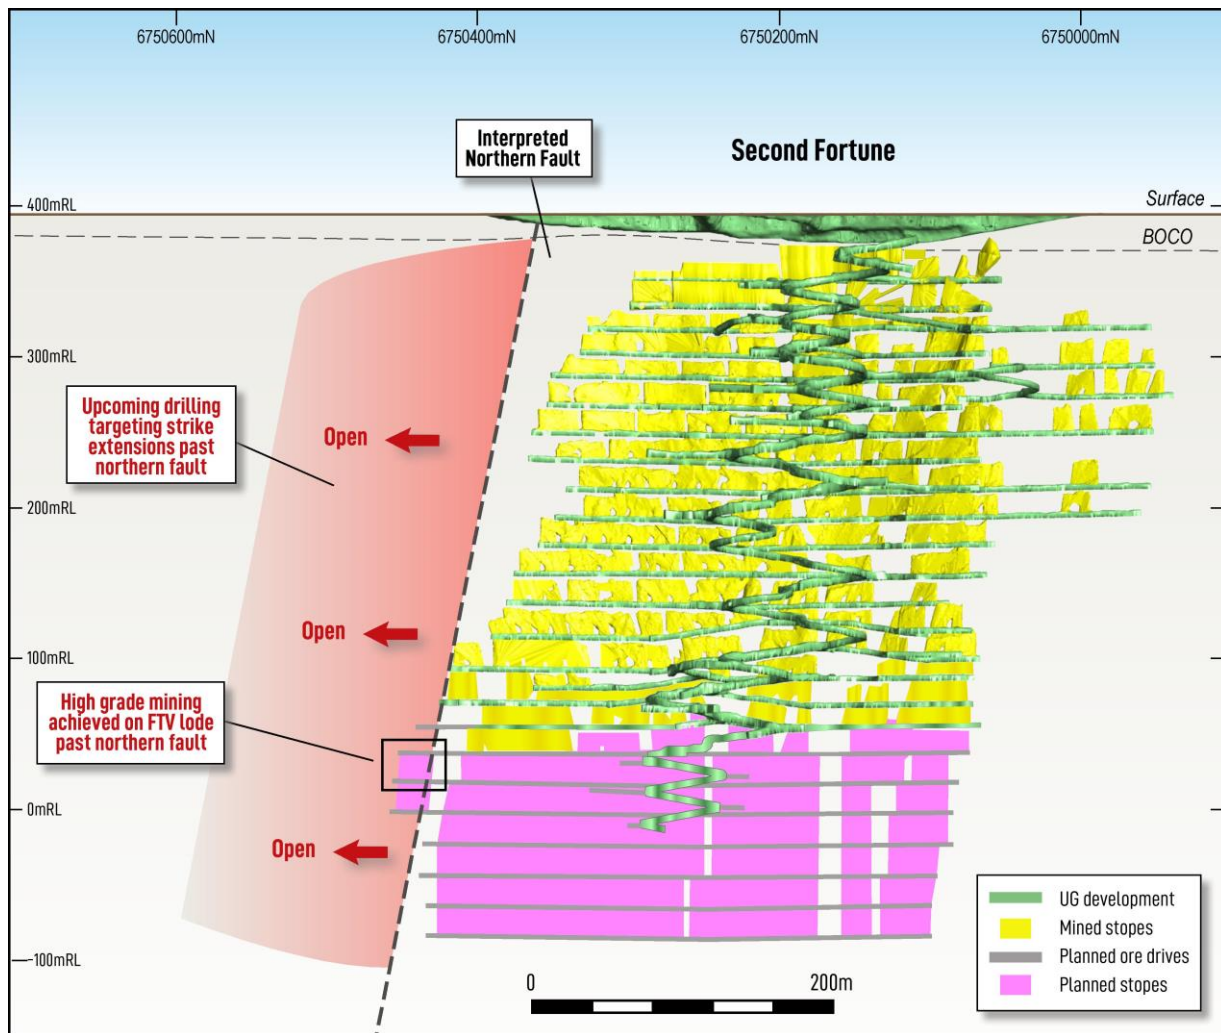 6750600mN
6750400mN
6750200mN
6750000mN
Interpreted
Northern Fault
Second Fortune
400mRL
Surface
BOCO
300mRL
Upcoming drilling
targeting strike
extensions past
northern fault
Open
200mRL
Open
100mRL
High grade mining
achieved on FTV lode
past northern fault
0mRL
Open
-100mRL
0
200m
UG development
Mined stopes
Planned ore drives
Planned stopes